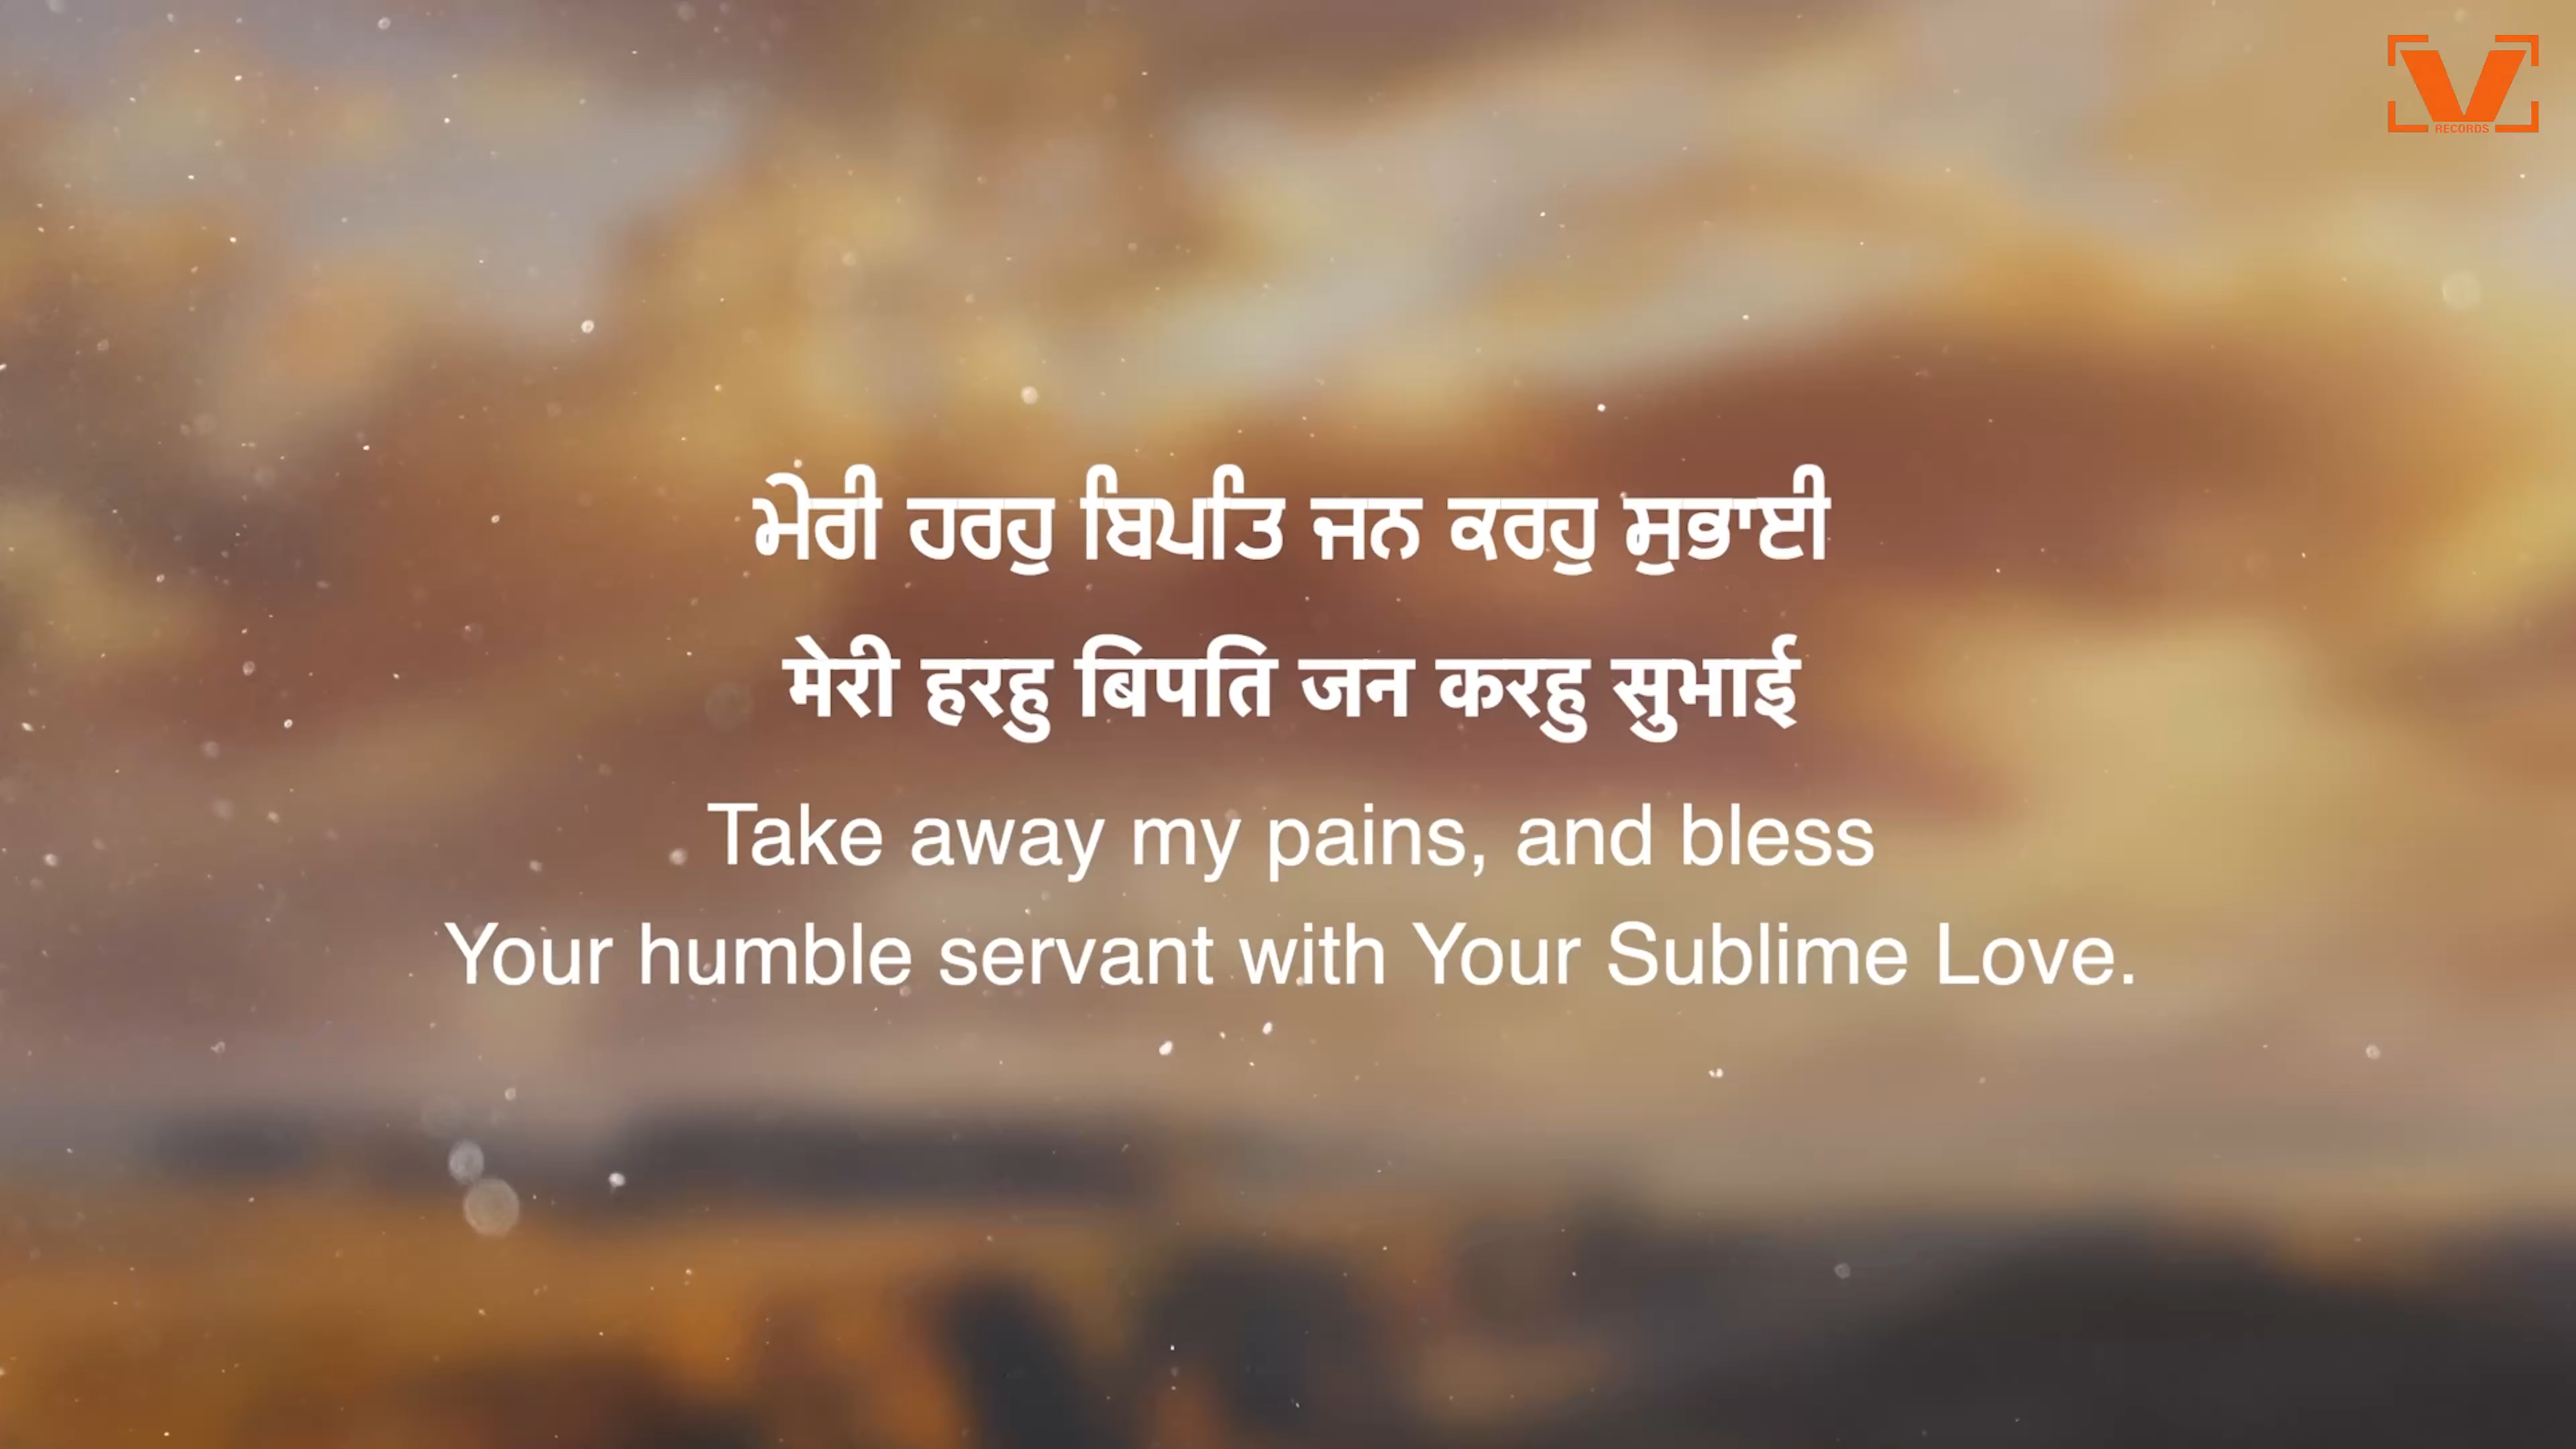 V
RECORDS
ਮੇਰੀ ਹਰਹੁ ਬਿਪਤਿ ਜਨ ਕਰਹੁ ਸੁਭਾਈ
मेरी हरहु बिपति जन करहु सुभाई
Take away my pains, and bless
Your humble servant with Your Sublime Love.